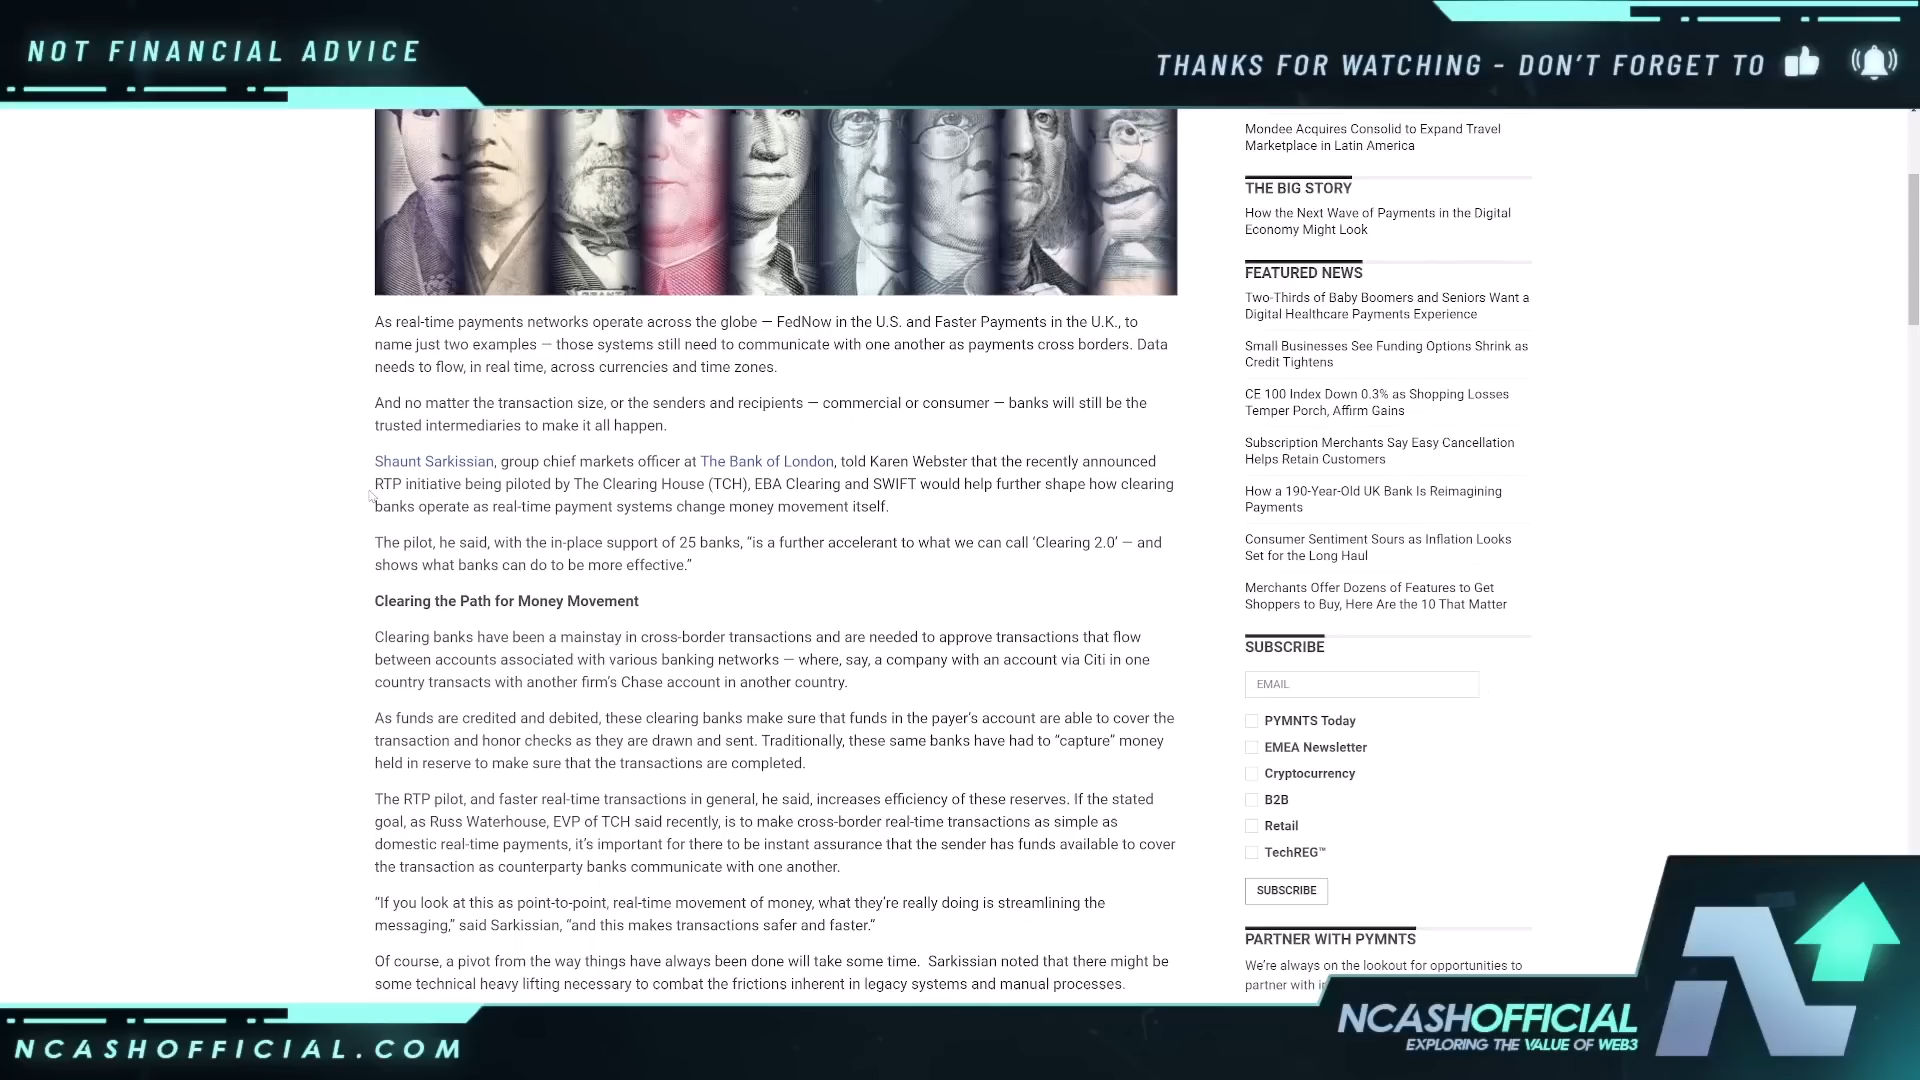 NOT FINANCIAL ADVICE
THANKS FOR WATCHING - DON'T FORGET TO
As real-time payments networks operate across the globe — FedNow in the U.S. and Faster Payments in the U.K., to
name just two examples — those systems still need to communicate with one another as payments cross borders. Data
needs to flow, in real time, across currencies and time zones.
And no matter the transaction size, or the senders and recipients — commercial or consumer — banks will still be the
trusted intermediaries to make it all happen.
Shaunt Sarkissian, group chief markets officer at The Bank of London, told Karen Webster that the recently announced
RTP initiative being piloted by The Clearing House (TCH), EBA Clearing and SWIFT would help further shape how clearing
banks operate as real-time payment systems change money movement itself.
The pilot, he said, with the in-place support of 25 banks, “is a further accelerant to what we can call ‘Clearing 2.0’ — and
shows what banks can do to be more effective.”
Clearing the Path for Money Movement
Clearing banks have been a mainstay in cross-border transactions and are needed to approve transactions that flow
between accounts associated with various banking networks — where, say, a company with an account via Citi in one
country transacts with another firm’s Chase account in another country.
As funds are credited and debited, these clearing banks make sure that funds in the payer’s account are able to cover the
transaction and honor checks as they are drawn and sent. Traditionally, these same banks have had to “capture” money
held in reserve to make sure that the transactions are completed.
The RTP pilot, and faster real-time transactions in general, he said, increases efficiency of these reserves. If the stated
goal, as Russ Waterhouse, EVP of TCH said recently, is to make cross-border real-time transactions as simple as
domestic real-time payments, it’s important for there to be instant assurance that the sender has funds available to cover
the transaction as counterparty banks communicate with one another.
“If you look at this as point-to-point, real-time movement of money, what they’re really doing is streamlining the
messaging,” said Sarkissian, “and this makes transactions safer and faster.”
Of course, a pivot from the way things have always been done will take some time.  Sarkissian noted that there might be
some technical heavy lifting necessary to combat the frictions inherent in legacy systems and manual processes.
Mondee Acquires Consolid to Expand Travel
Marketplace in Latin America
THE BIG STORY
How the Next Wave of Payments in the Digital
Economy Might Look
FEATURED NEWS
Two-Thirds of Baby Boomers and Seniors Want a
Digital Healthcare Payments Experience
Small Businesses See Funding Options Shrink as
Credit Tightens
CE 100 Index Down 0.3% as Shopping Losses
Temper Porch, Affirm Gains
Subscription Merchants Say Easy Cancellation
Helps Retain Customers
How a 190-Year-Old UK Bank Is Reimagining
Payments
Consumer Sentiment Sours as Inflation Looks
Set for the Long Haul
Merchants Offer Dozens of Features to Get
Shoppers to Buy, Here Are the 10 That Matter
SUBSCRIBE
EMAIL
PYMNTS Today
EMEA Newsletter
Cryptocurrency
B2B
Retail
TechREG™
SUBSCRIBE
PARTNER WITH PYMNTS
We’re always on the lookout for opportunities to
partner with
NCASHOFFICIAL.COM
NCASHOFFICIAL
EXPLORING THE VALUE OF WEB3